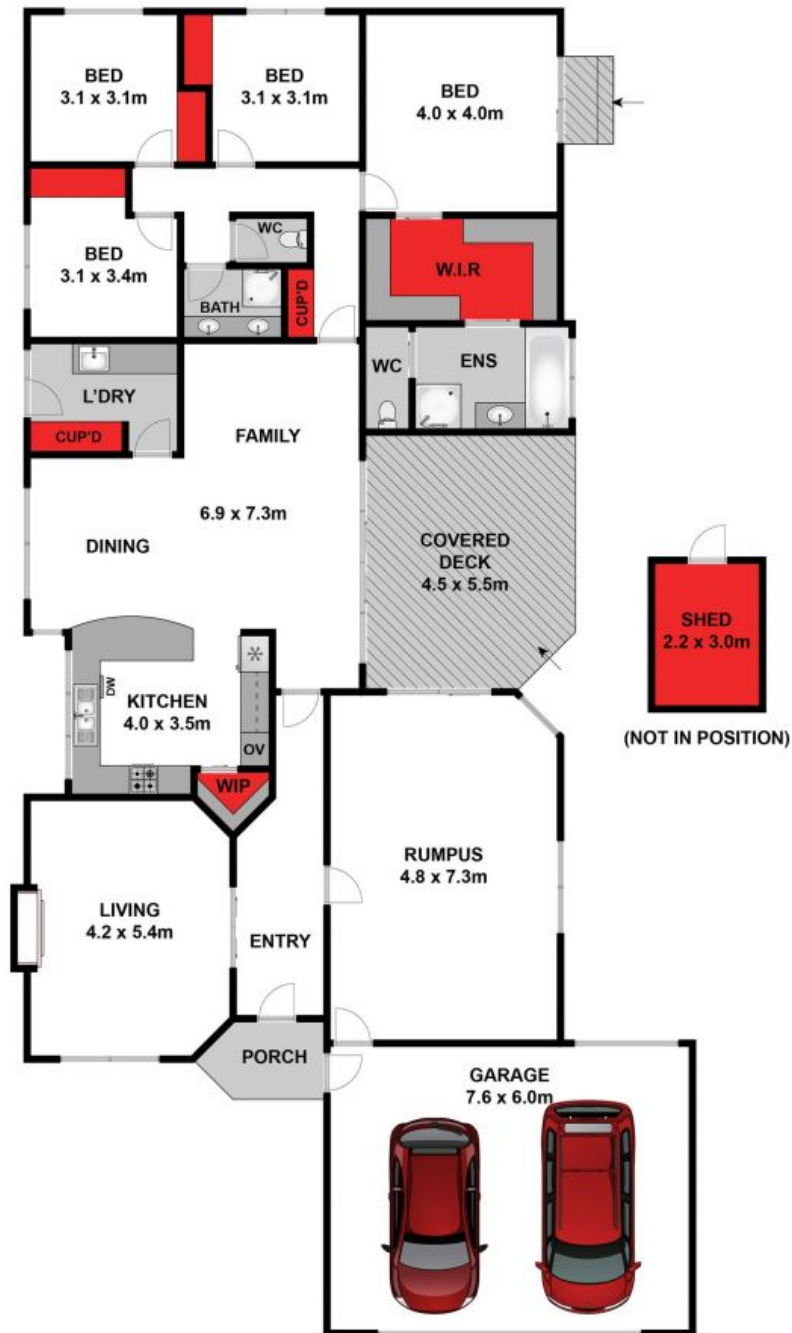 BED
3.1 x 3.1m
BED
3.1 x 3.1m
BED
4.0 x 4.0m
BED
3.1 x 3.4m
WC
BATH
CUP'D
W.I.R
WC
ENS
L'DRY
CUP'D
FAMILY
6.9 x 7.3m
DINING
COVERED
DECK
4.5 x 5.5m
SHED
2.2 x 3.0m
(NOT IN POSITION)
DW
KITCHEN
4.0 x 3.5m
OV
WIP
RUMPUS
4.8 x 7.3m
LIVING
4.2 x 5.4m
ENTRY
PORCH
GARAGE
7.6 x 6.0m